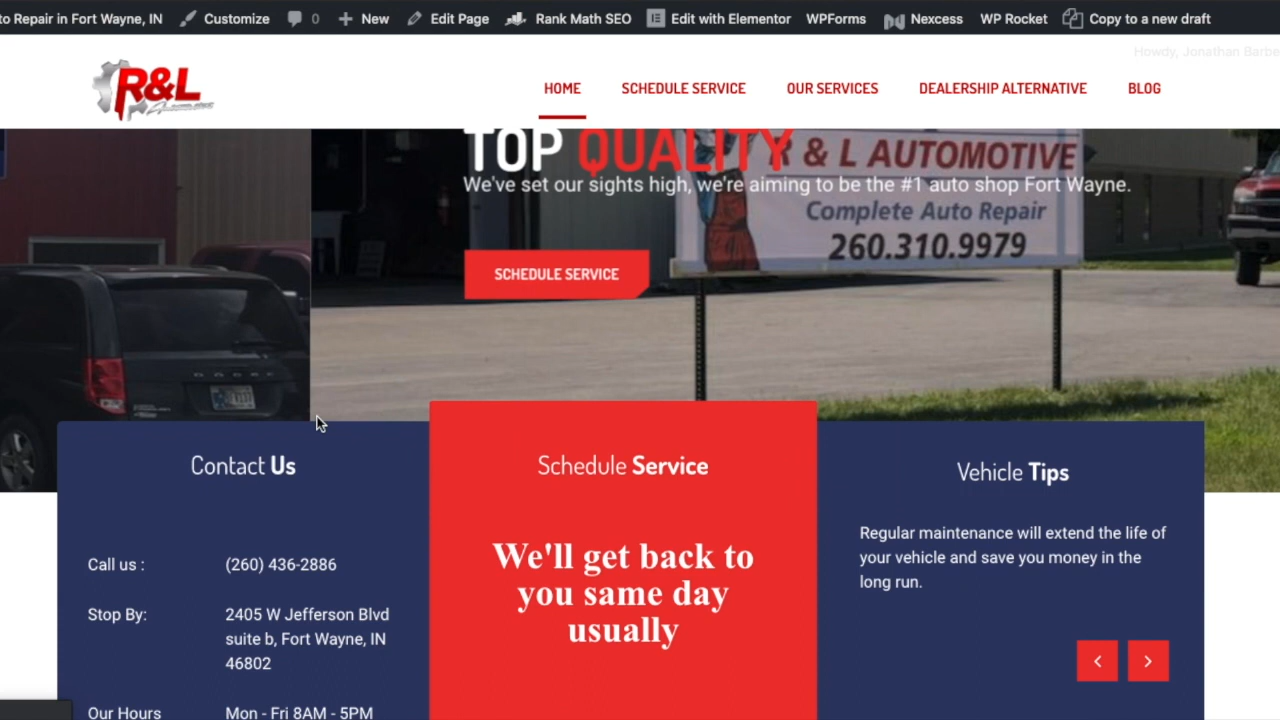 to Repair in Fort Wayne, IN Customize 0 New Edit Page Rank Math SEO Edit with Elementor WPForms Nexcess WP Rocket Copy to a new draft
Howdy, Jonathan Barbe
R&L
HOME SCHEDULE SERVICE OUR SERVICES DEALERSHIP ALTERNATIVE BLOG
TOP QUALITY
R & L AUTOMOTIVE
We've set our sights high, we're aiming to be the #1 auto shop Fort Wayne.
Complete Auto Repair
260.310.9979
SCHEDULE SERVICE
DODGE
Contact Us
Call us : (260) 436-2886
Stop By: 2405 W Jefferson Blvd
suite b, Fort Wayne, IN
46802
Our Hours Mon - Fri 8AM - 5PM
Schedule Service
We'll get back to
you same day
usually
Vehicle Tips
Regular maintenance will extend the life of
your vehicle and save you money in the
long run.